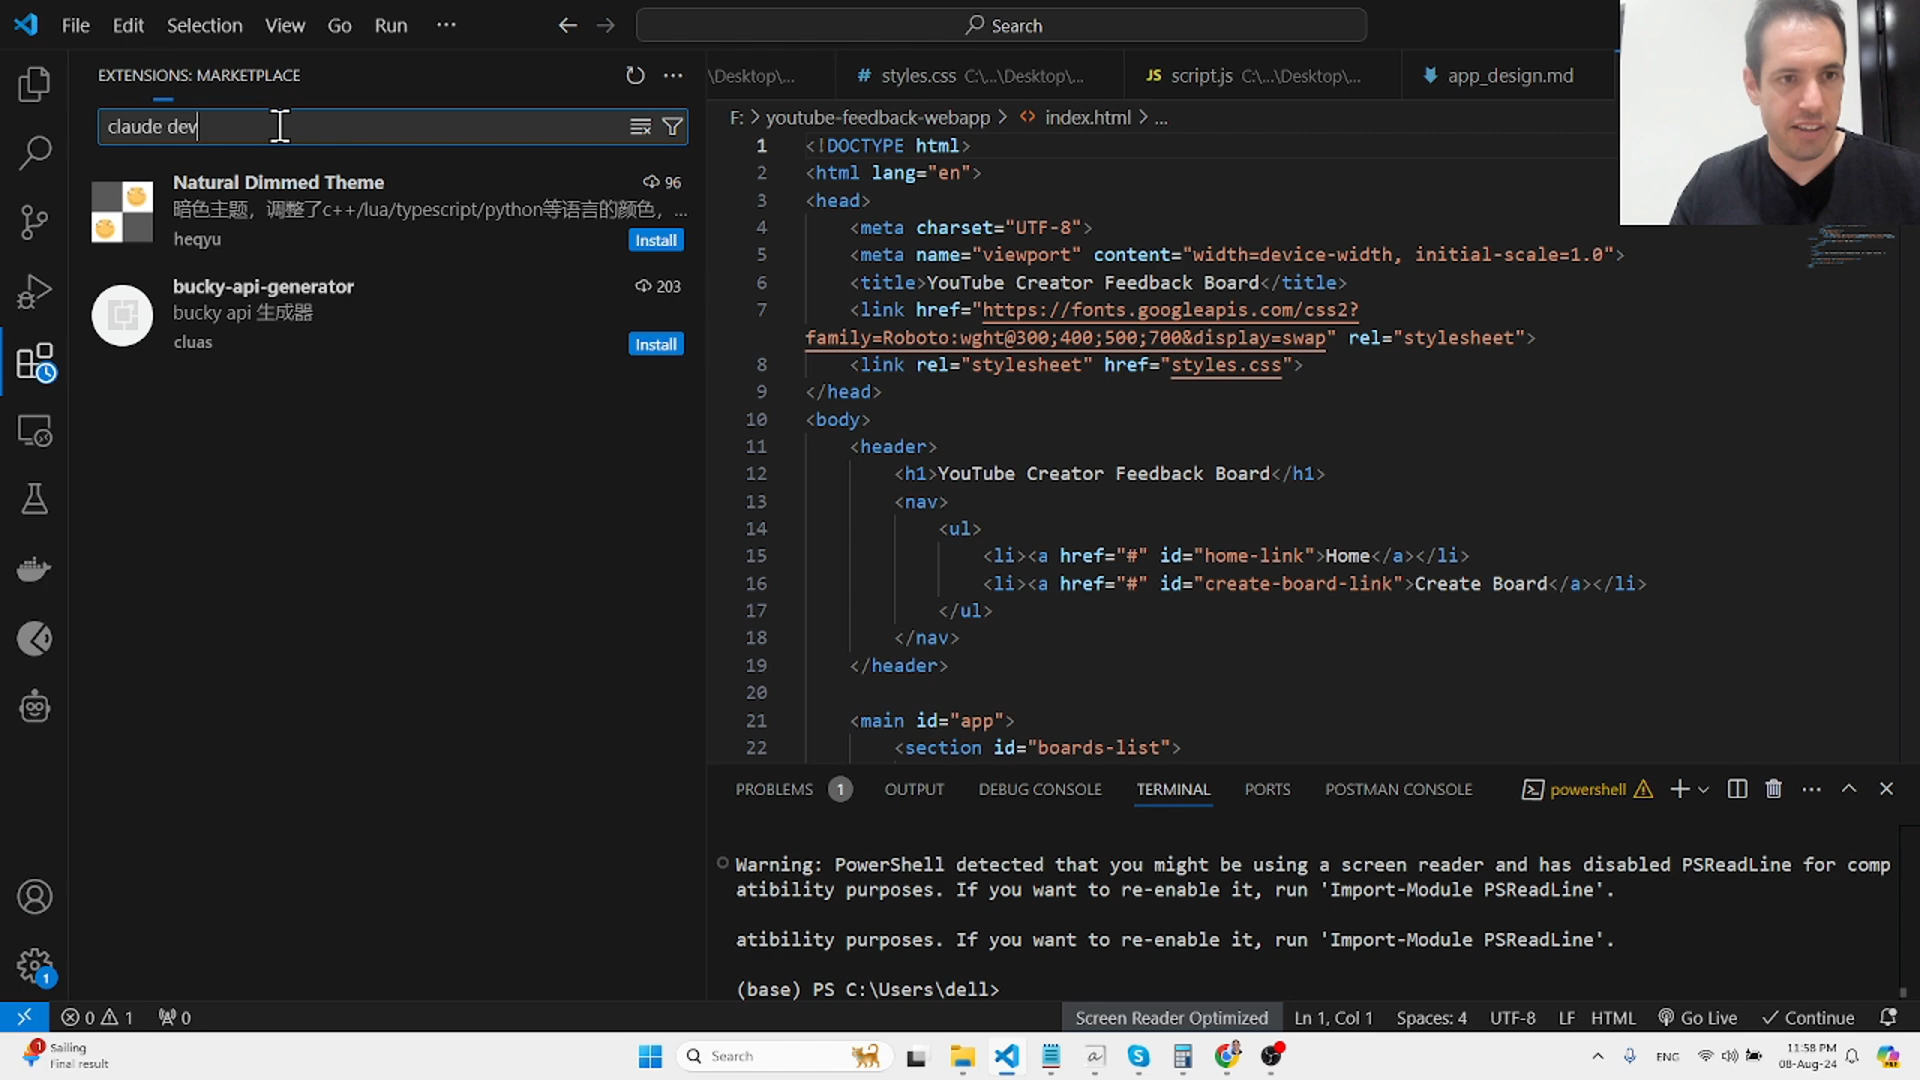 File Edit Selection View Go Run ···
Search
EXTENSIONS: MARKETPLACE
claude dev
Natural Dimmed Theme 96
暗色主题，调整了c++/lua/typescript/python等语言的颜色，...
heqyu Install
bucky-api-generator 203
bucky api 生成器
cluas Install
\Desktop\...
# styles.css C:\...\Desktop\...
JS script.js C:\...\Desktop\...
app_design.md
F: > youtube-feedback-webapp > <> index.html > ...
1 <!DOCTYPE html>
2 <html lang="en">
3 <head>
4 <meta charset="UTF-8">
5 <meta name="viewport" content="width=device-width, initial-scale=1.0">
6 <title>YouTube Creator Feedback Board</title>
7 <link href="https://fonts.googleapis.com/css2?
family=Roboto:wght@300;400;500;700&display=swap" rel="stylesheet">
8 <link rel="stylesheet" href="styles.css">
9 </head>
10 <body>
11 <header>
12 <h1>YouTube Creator Feedback Board</h1>
13 <nav>
14 <ul>
15 <li><a href="#" id="home-link">Home</a></li>
16 <li><a href="#" id="create-board-link">Create Board</a></li>
17 </ul>
18 </nav>
19 </header>
20
21 <main id="app">
22 <section id="boards-list">
PROBLEMS 1 OUTPUT DEBUG CONSOLE TERMINAL PORTS POSTMAN CONSOLE
powershell
Warning: PowerShell detected that you might be using a screen reader and has disabled PSReadLine for comp
atibility purposes. If you want to re-enable it, run 'Import-Module PSReadLine'.
atibility purposes. If you want to re-enable it, run 'Import-Module PSReadLine'.
(base) PS C:\Users\dell>
1
0 1 0
Screen Reader Optimized Ln 1, Col 1 Spaces: 4 UTF-8 LF HTML Go Live Continue
1
Sailing
Final result
Search
ENG
11:58 PM
08-Aug-24